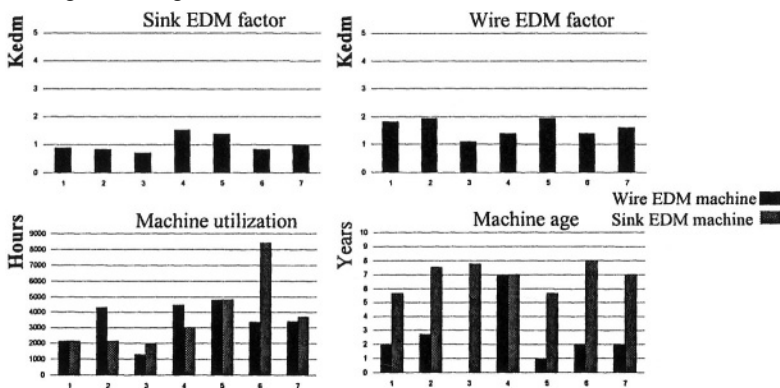 Sink EDM factor
Kedm
5
4
3
2
1
0
1 2 3 4 5 6 7
Wire EDM factor
Kedm
5
4
3
2
1
0
1 2 3 4 5 6 7
Machine utilization
Hours
9000
8000
7000
6000
5000
4000
3000
2000
1000
0
1 2 3 4 5 6 7
Machine age
Years
10
9
8
7
6
5
4
3
2
1
0
1 2 3 4 5 6 7
Wire EDM machine
Sink EDM machine